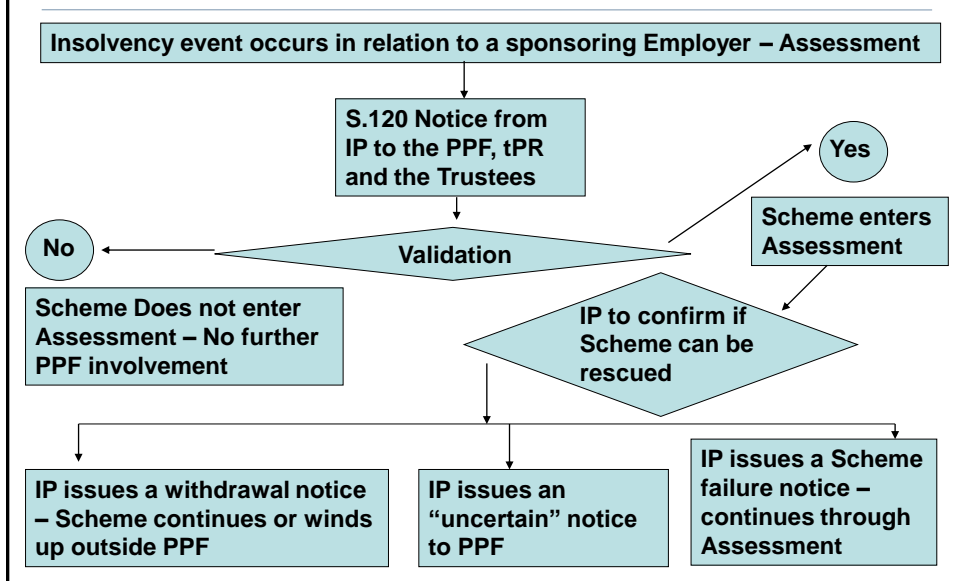 Insolvency event occurs in relation to a sponsoring Employer – Assessment
S.120 Notice from
IP to the PPF, tPR
and the Trustees
Yes
Scheme enters
Assessment
No
Validation
Scheme Does not enter
Assessment – No further
PPF involvement
IP to confirm if
Scheme can be
rescued
IP issues a withdrawal notice
– Scheme continues or winds
up outside PPF
IP issues an
“uncertain” notice
to PPF
IP issues a Scheme
failure notice –
continues through
Assessment